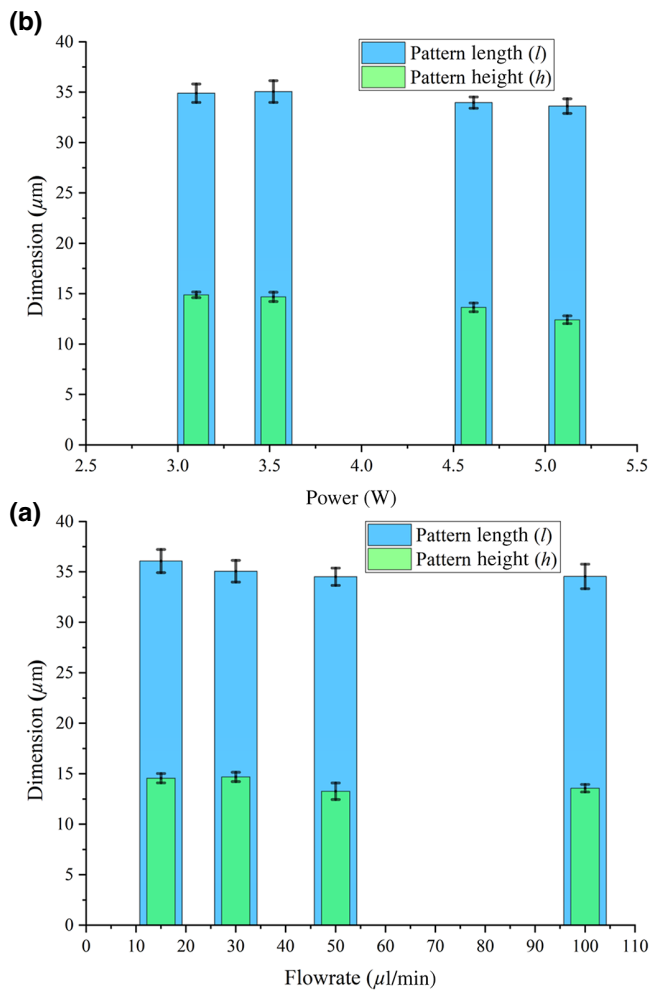 (b)
40
35
30
25
20
15
10
5
0
Dimension (µm)
Pattern length (l)
Pattern height (h)
2.5 3.0 3.5 4.0 4.5 5.0 5.5
Power (W)
(a)
40
35
30
25
20
15
10
5
0
Dimension (µm)
Pattern length (l)
Pattern height (h)
0 10 20 30 40 50 60 70 80 90 100 110
Flowrate (µl/min)